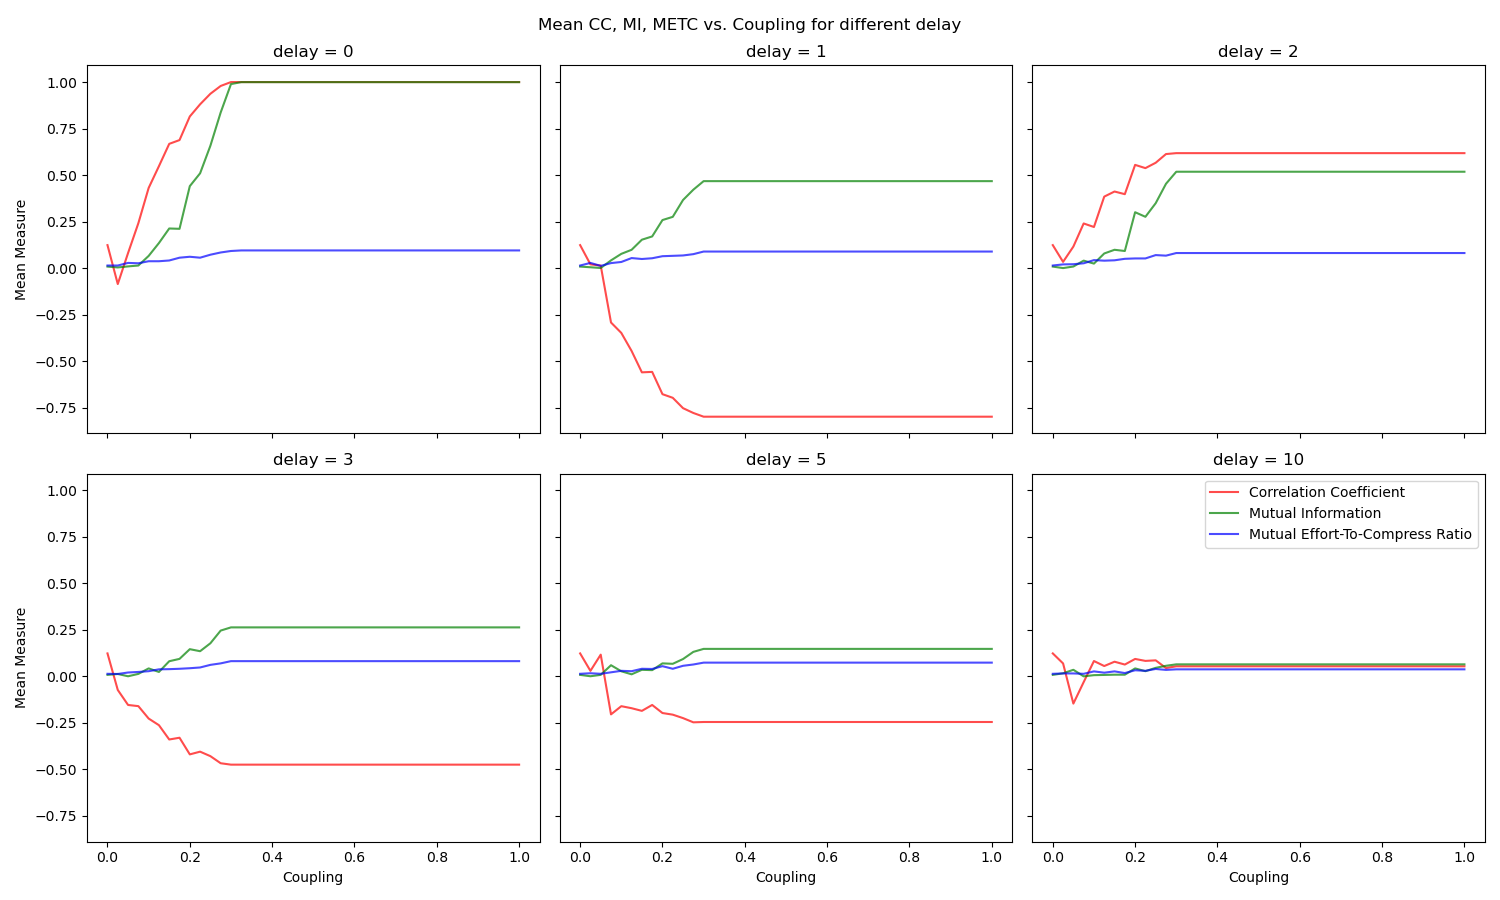 Mean CC, MI, METC vs. Coupling for different delay
delay = 0
delay = 1
delay = 2
1.00
0.75
0.50
0.25
0.00
−0.25
−0.50
−0.75
Mean Measure
delay = 3
delay = 5
delay = 10
1.00
0.75
0.50
0.25
0.00
−0.25
−0.50
−0.75
Mean Measure
Correlation Coefficient
Mutual Information
Mutual Effort-To-Compress Ratio
0.0 0.2 0.4 0.6 0.8 1.0
0.0 0.2 0.4 0.6 0.8 1.0
0.0 0.2 0.4 0.6 0.8 1.0
Coupling
Coupling
Coupling